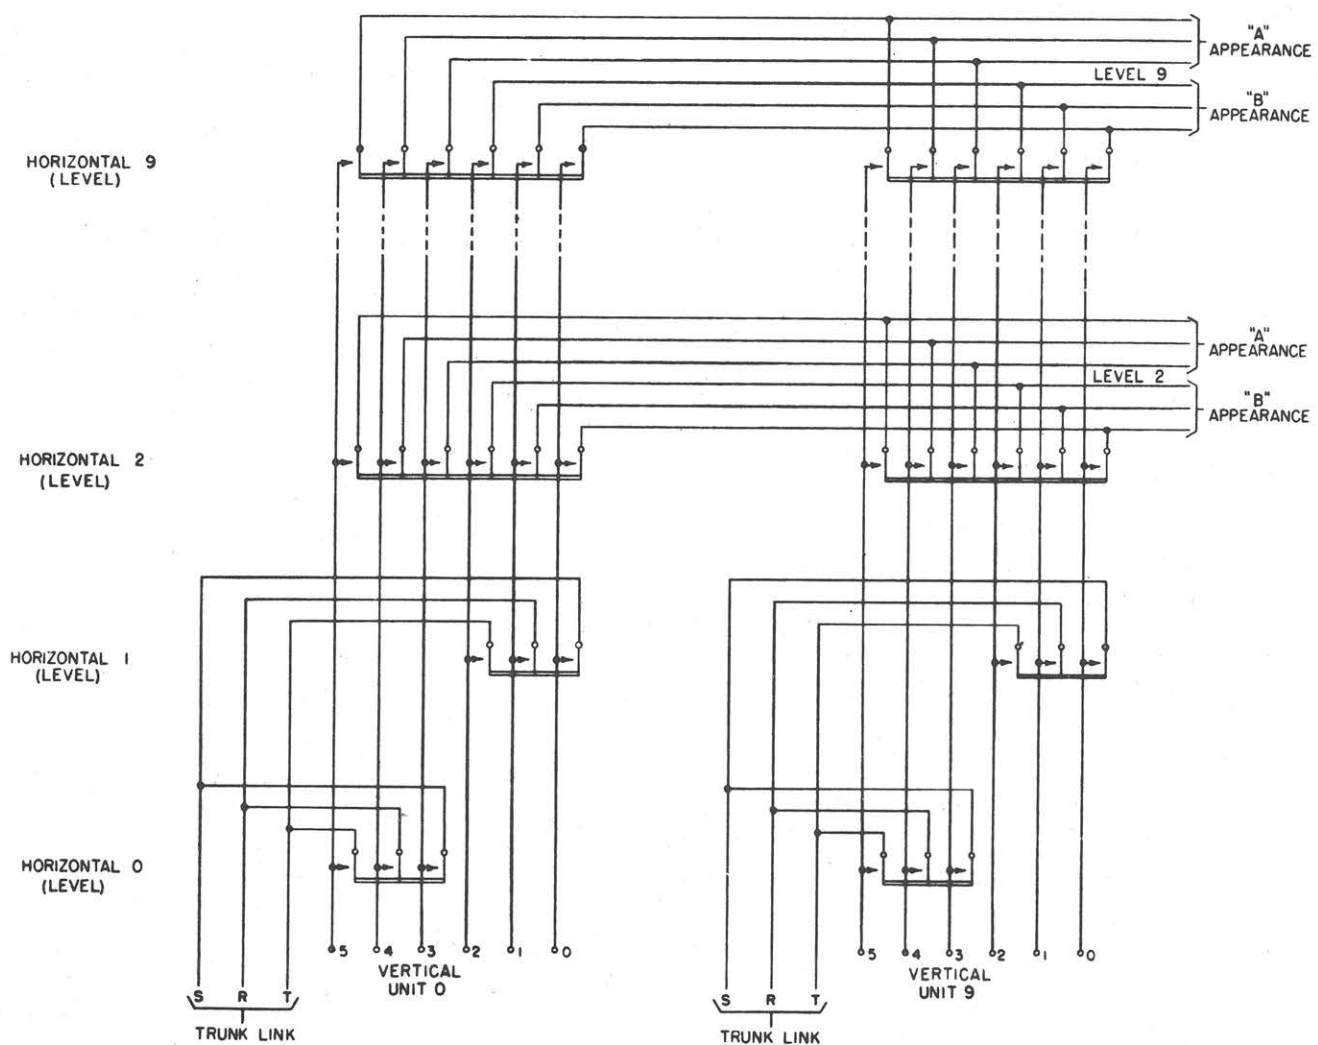 "A"
APPEARANCE
LEVEL 9
"B"
APPEARANCE
HORIZONTAL 9
(LEVEL)
"A"
APPEARANCE
LEVEL 2
"B"
APPEARANCE
HORIZONTAL 2
(LEVEL)
HORIZONTAL 1
(LEVEL)
HORIZONTAL 0
(LEVEL)
5 4 3 2 1 0
VERTICAL
UNIT 0
5 4 3 2 1 0
VERTICAL
UNIT 9
S R T
TRUNK LINK
S R T
TRUNK LINK